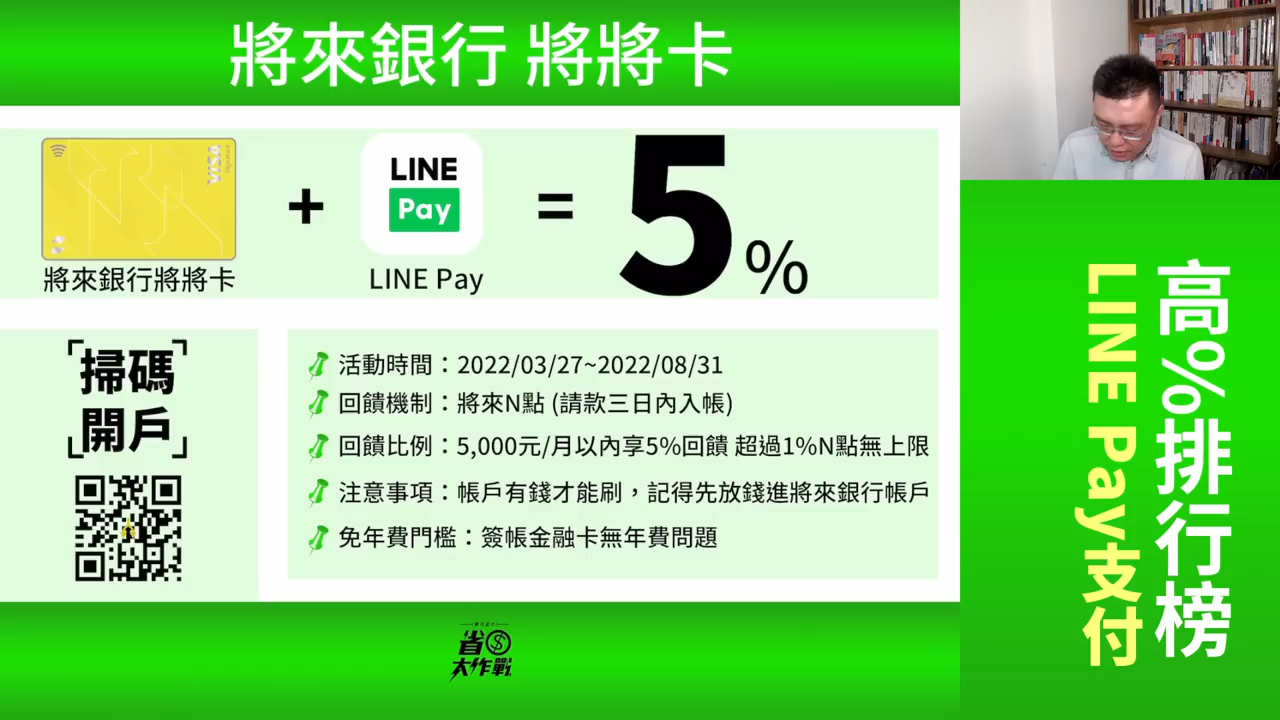 將來銀行 將將卡
VISA
Signature
將來銀行將將卡
+
LINE
Pay
LINE Pay
=
5%
掃碼
開戶
活動時間：2022/03/27~2022/08/31
回饋機制：將來N點 (請款三日內入帳)
回饋比例：5,000元/月以內享5%回饋 超過1%N點無上限
注意事項：帳戶有錢才能刷，記得先放錢進將來銀行帳戶
免年費門檻：簽帳金融卡無年費問題
省$
大作戰
高%排行榜
LINE Pay支付